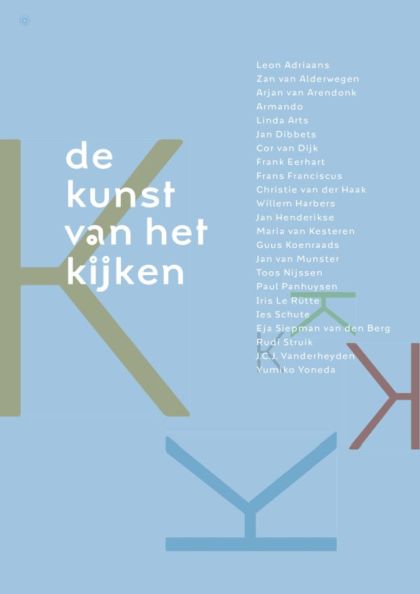 de
kunst
van het
kijken
Leon Adriaans
Zan van Alderwegen
Arjan van Arendonk
Armando
Linda Arts
Jan Dibbets
Cor van Dijk
Frank Eerhart
Frans Franciscus
Christie van der Haak
Willem Harbers
Jan Henderikse
Maria van Kesteren
Guus Koenraads
Jan van Munster
Toos Nijssen
Paul Panhuysen
Iris Le Rütte
Ies Schute
Eja Siepman van den Berg
Rudi Struik
J.C.J. Vanderheyden
Yumiko Yoneda
K
K
K
K
K